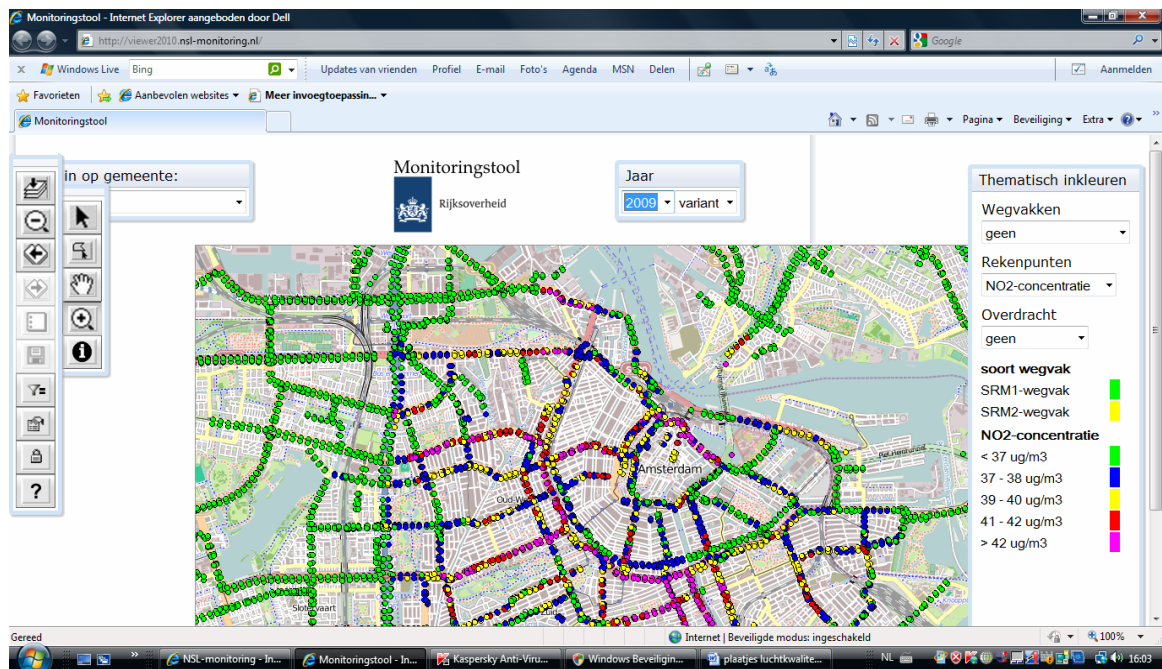 Monitoringstool - Internet Explorer aangeboden door Dell
http://viewer2010.nsl-monitoring.nl/
Google
X Windows Live Bing Updates van vrienden Profiel E-mail Foto's Agenda MSN Delen Aanmelden
Favorieten Aanbevolen websites Meer invoegtoepassin...
Monitoringstool Pagina Beveiliging Extra
in op gemeente:
Monitoringstool
Rijksoverheid
Jaar
2009 variant
Thematisch inkleuren
Wegvakken
geen
Rekenpunten
NO2-concentratie
Overdracht
geen
soort wegvak
SRM1-wegvak
SRM2-wegvak
NO2-concentratie
< 37 ug/m3
37 - 38 ug/m3
39 - 40 ug/m3
41 - 42 ug/m3
> 42 ug/m3
Amsterdam
Gereed Internet | Beveiligde modus: ingeschakeld 100%
NSL-monitoring - In... Monitoringstool - In... Kaspersky Anti-Viru... Windows Beveiligin... plaatjes luchtkwalite... NL 16:03